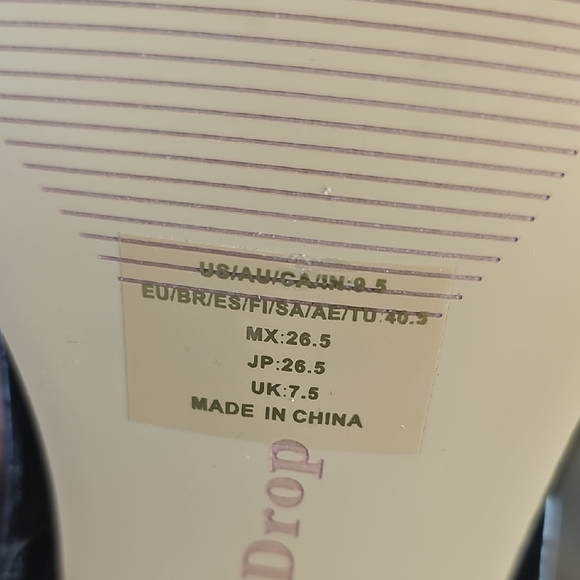 US/AU/CA/IN:9.5
EU/BR/ES/FI/SA/AE/TU:40.5
MX:26.5
JP:26.5
UK:7.5
MADE IN CHINA
Drop